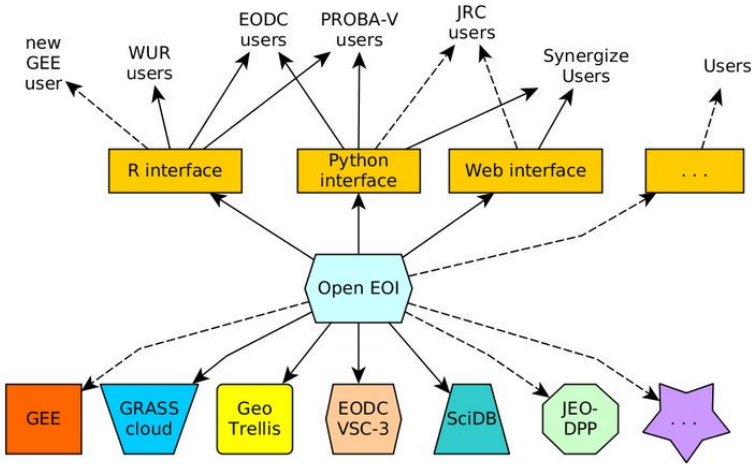 new
GEE
user
WUR
users
EODC
users
PROBA-V
users
JRC
users
Synergize
Users
Users
R interface
Python
interface
Web interface
. . .
Open EOI
GEE
GRASS
cloud
Geo
Trellis
EODC
VSC-3
SciDB
JEO-
DPP
. . .